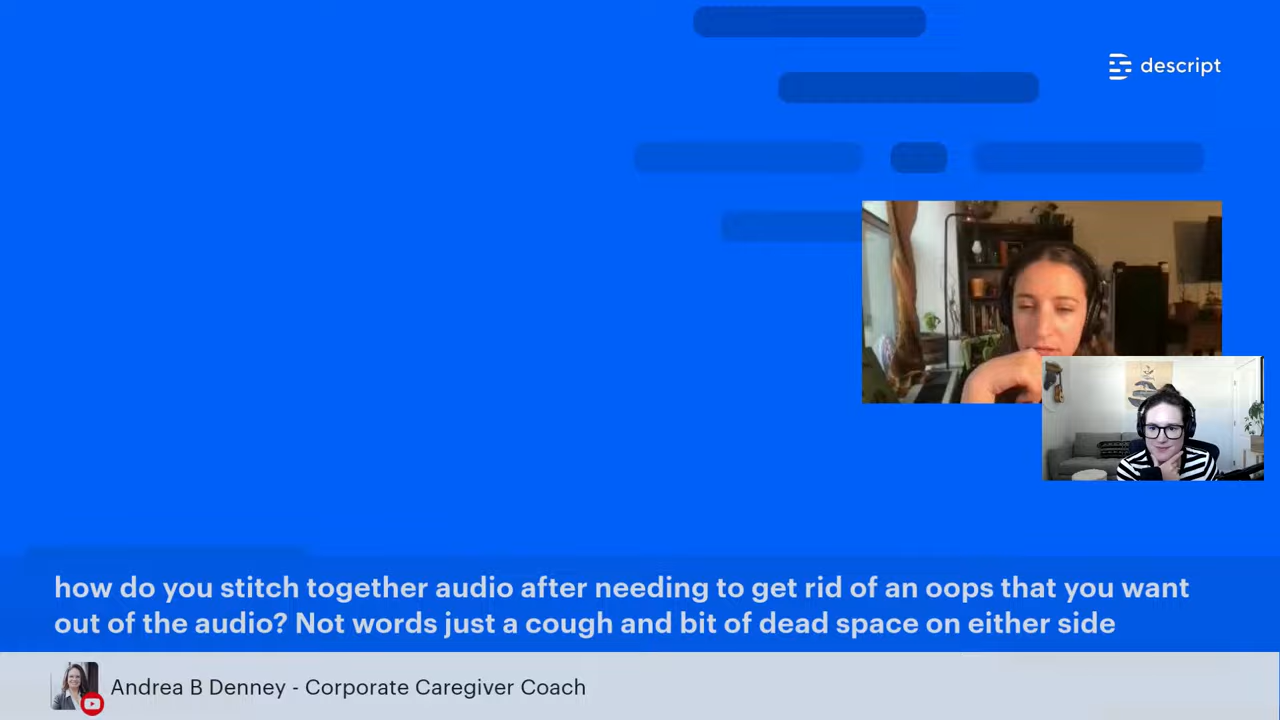 descript
how do you stitch together audio after needing to get rid of an oops that you want
out of the audio? Not words just a cough and bit of dead space on either side
Andrea B Denney - Corporate Caregiver Coach